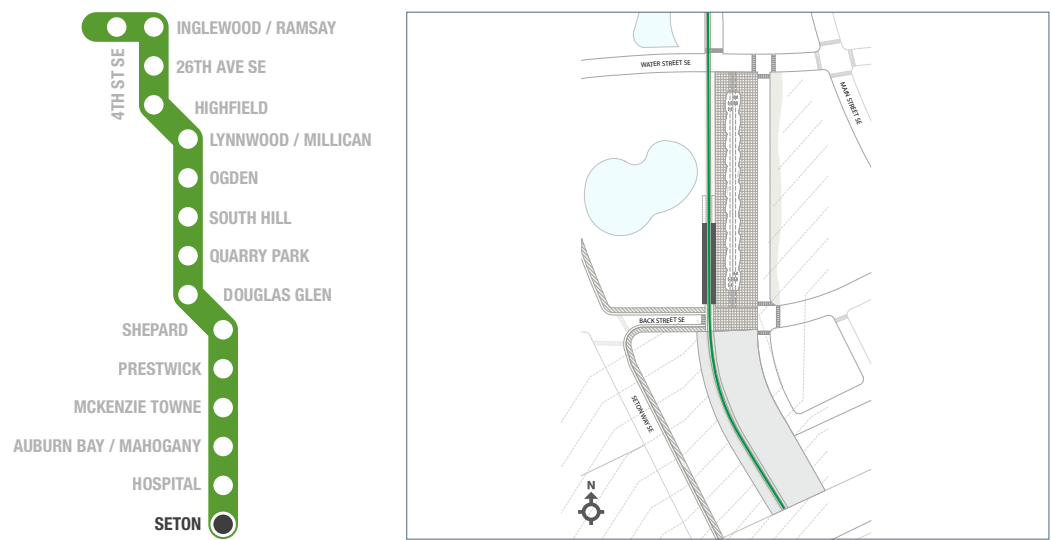 4TH ST SE
INGLEWOOD / RAMSAY
26TH AVE SE
HIGHFIELD
LYNNWOOD / MILLICAN
OGDEN
SOUTH HILL
QUARRY PARK
DOUGLAS GLEN
SHEPARD
PRESTWICK
MCKENZIE TOWNE
AUBURN BAY / MAHOGANY
HOSPITAL
SETON
WATER STREET SE
MAIN STREET SE
BACK STREET SE
SETON WAY SE
N